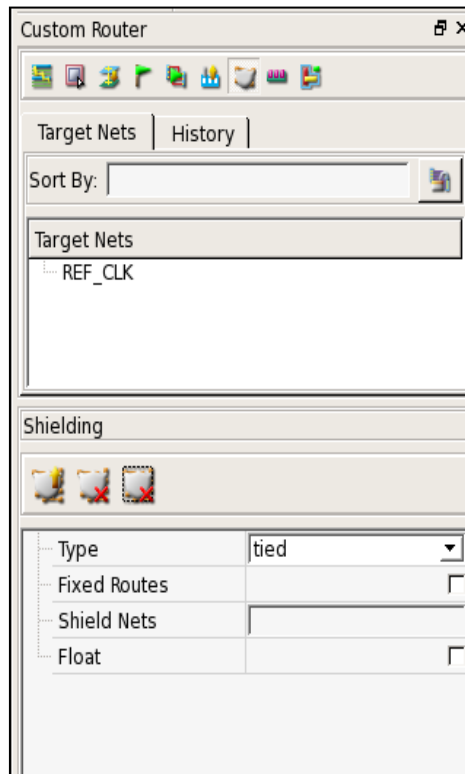 Custom Router
Target Nets
History
Sort By:
Target Nets
REF_CLK
Shielding
Type
tied
Fixed Routes
Shield Nets
Float